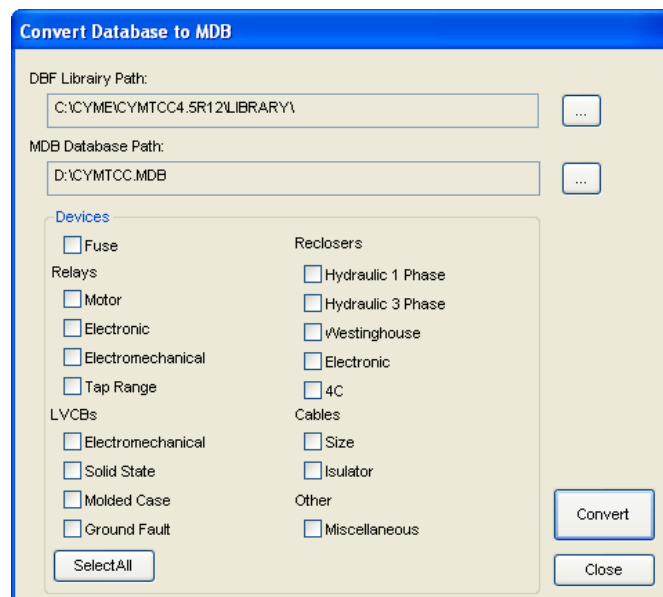 Convert Database to MDB
DBF Librairy Path:
C:\CYME\CYMTCC4.5R12\LIBRARY\
...
MDB Database Path:
D:\CYMTCC.MDB
...
Devices
Fuse
Relays
Motor
Electronic
Electromechanical
Tap Range
LVCBs
Electromechanical
Solid State
Molded Case
Ground Fault
SelectAll
Reclosers
Hydraulic 1 Phase
Hydraulic 3 Phase
Westinghouse
Electronic
4C
Cables
Size
Isulator
Other
Miscellaneous
Convert
Close